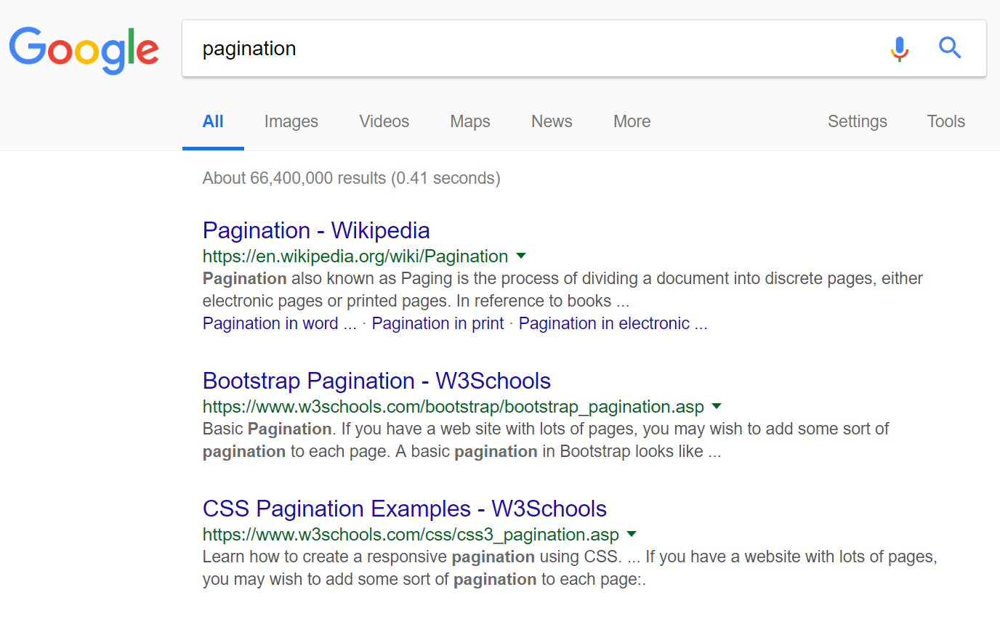 Google
pagination
All Images Videos Maps News More Settings Tools
About 66,400,000 results (0.41 seconds)
Pagination - Wikipedia
https://en.wikipedia.org/wiki/Pagination
Pagination also known as Paging is the process of dividing a document into discrete pages, either
electronic pages or printed pages. In reference to books ...
Pagination in word ... · Pagination in print · Pagination in electronic ...
Bootstrap Pagination - W3Schools
https://www.w3schools.com/bootstrap/bootstrap_pagination.asp
Basic Pagination. If you have a web site with lots of pages, you may wish to add some sort of
pagination to each page. A basic pagination in Bootstrap looks like ...
CSS Pagination Examples - W3Schools
https://www.w3schools.com/css/css3_pagination.asp
Learn how to create a responsive pagination using CSS. ... If you have a website with lots of pages,
you may wish to add some sort of pagination to each page:.